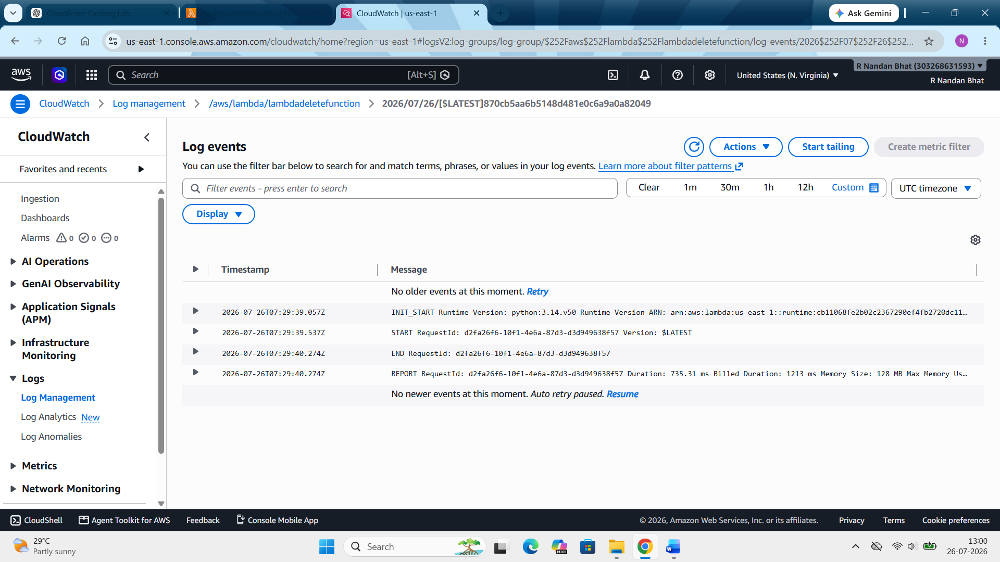 CloudFront Caching Lab
lambdadeletefunction | Fu
CloudWatch | us-east-1
Ask Gemini
us-east-1.console.aws.amazon.com/cloudwatch/home?region=us-east-1#logsV2:log-groups/log-group/$252Faws$252Flambda$252Flambdadeletefunction/log-events/2026$252F07$252F26$252...
N
aws
Search
[Alt+S]
United States (N. Virginia)
R Nandan Bhat (303268631593)
R Nandan Bhat
CloudWatch
Log management
/aws/lambda/lambdadeletefunction
2026/07/26/[$LATEST]870cb5aa6b5148d481e0c6a9a0a82049
CloudWatch
Favorites and recents
Ingestion
Dashboards
Alarms 0 0 0
AI Operations
GenAI Observability
Application Signals
(APM)
Infrastructure
Monitoring
Logs
Log Management
Log Analytics New
Log Anomalies
Metrics
Network Monitoring
Log events
Actions
Start tailing
Create metric filter
You can use the filter bar below to search for and match terms, phrases, or values in your log events. Learn more about filter patterns
Filter events - press enter to search
Clear 1m 30m 1h 12h Custom
UTC timezone
Display
Timestamp Message
No older events at this moment. Retry
2026-07-26T07:29:39.057Z INIT_START Runtime Version: python:3.14.v50 Runtime Version ARN: arn:aws:lambda:us-east-1::runtime:cb11068fe2b02c2367290ef4fb2720dc11…
2026-07-26T07:29:39.537Z START RequestId: d2fa26f6-10f1-4e6a-87d3-d3d949638f57 Version: $LATEST
2026-07-26T07:29:40.274Z END RequestId: d2fa26f6-10f1-4e6a-87d3-d3d949638f57
2026-07-26T07:29:40.274Z REPORT RequestId: d2fa26f6-10f1-4e6a-87d3-d3d949638f57 Duration: 735.31 ms Billed Duration: 1213 ms Memory Size: 128 MB Max Memory Us…
No newer events at this moment. Auto retry paused. Resume
CloudShell
Agent Toolkit for AWS
Feedback
Console Mobile App
© 2026, Amazon Web Services, Inc. or its affiliates.
Privacy
Terms
Cookie preferences
29°C
Partly sunny
Search
M365
W
13:00
26-07-2026